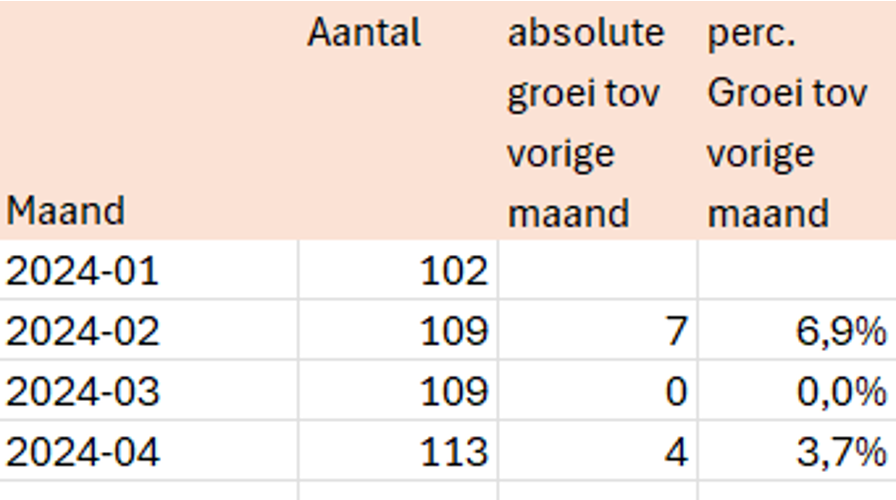 Maand Aantal absolute groei tov vorige maand perc. Groei tov vorige maand
2024-01 102
2024-02 109 7 6,9%
2024-03 109 0 0,0%
2024-04 113 4 3,7%